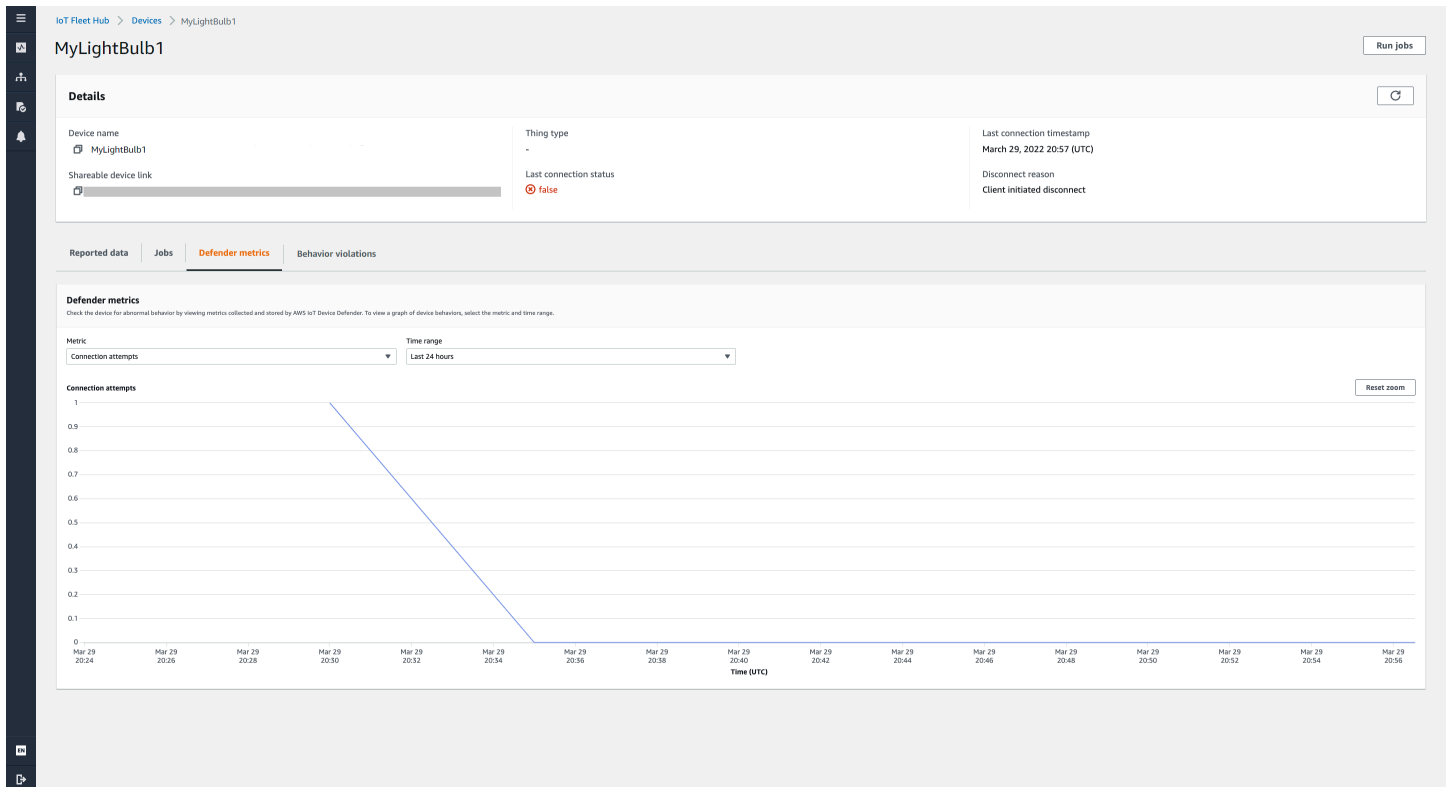 IoT Fleet Hub > Devices > MyLightBulb1
MyLightBulb1
Run jobs
Details
Device name
MyLightBulb1
Shareable device link
Thing type
-
Last connection status
false
Last connection timestamp
March 29, 2022 20:57 (UTC)
Disconnect reason
Client initiated disconnect
Reported data
Jobs
Defender metrics
Behavior violations
Defender metrics
Check the device for abnormal behavior by viewing metrics collected and stored by AWS IoT Device Defender. To view a graph of device behaviors, select the metric and time range.
Metric
Connection attempts
Time range
Last 24 hours
Connection attempts
Reset zoom
1
0.9
0.8
0.7
0.6
0.5
0.4
0.3
0.2
0.1
0
Mar 29 20:24
Mar 29 20:26
Mar 29 20:28
Mar 29 20:30
Mar 29 20:32
Mar 29 20:34
Mar 29 20:36
Mar 29 20:38
Mar 29 20:40
Mar 29 20:42
Mar 29 20:44
Mar 29 20:46
Mar 29 20:48
Mar 29 20:50
Mar 29 20:52
Mar 29 20:54
Mar 29 20:56
Time (UTC)
EN